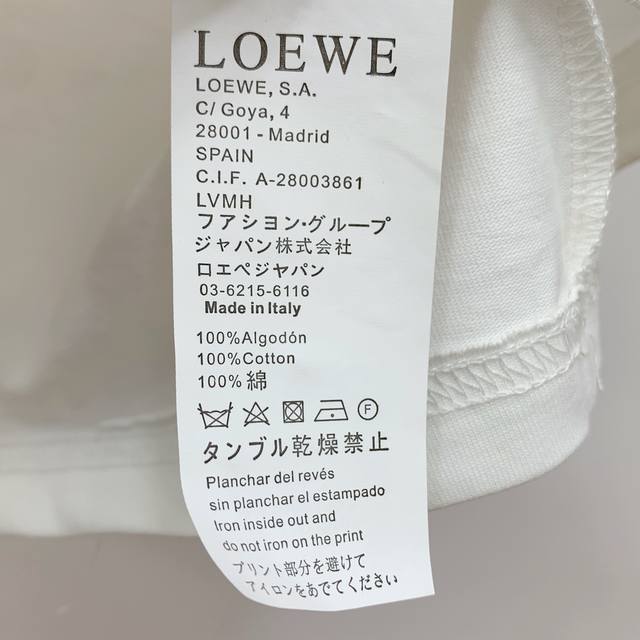 LOEWE
LOEWE, S.A.
C/ Goya, 4
28001 - Madrid
SPAIN
C.I.F. A-28003861
LVMH
フアシヨン・グループ
ジャパン株式会社
ロエペジャパン
03-6215-6116
Made in Italy
100%Algodón
100%Cotton
100%綿
F
タンブル乾燥禁止
Planchar del revés
sin planchar el estampado
Iron inside out and
do not iron on the print
プリント部分を避けて
アイロンをあでてください